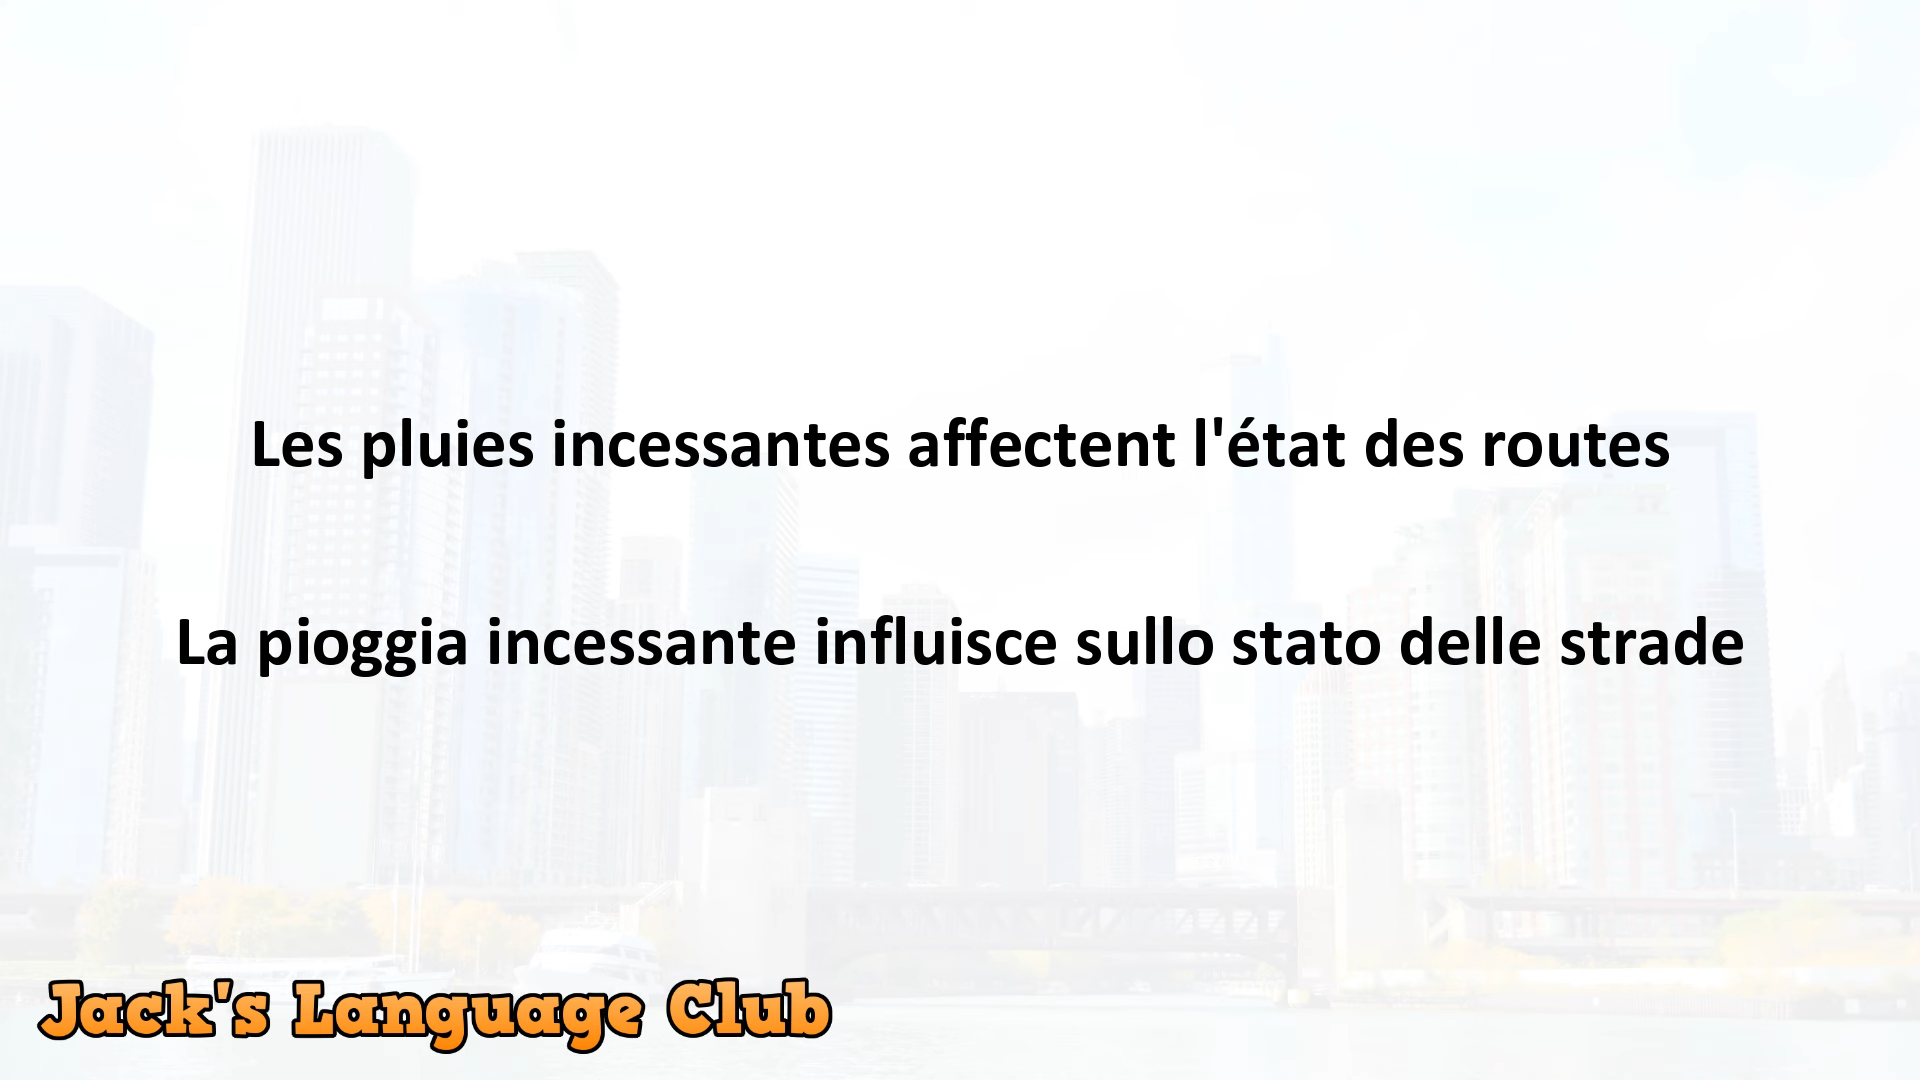 Les pluies incessantes affectent l'état des routes
La pioggia incessante influisce sullo stato delle strade
Jack's Language Club